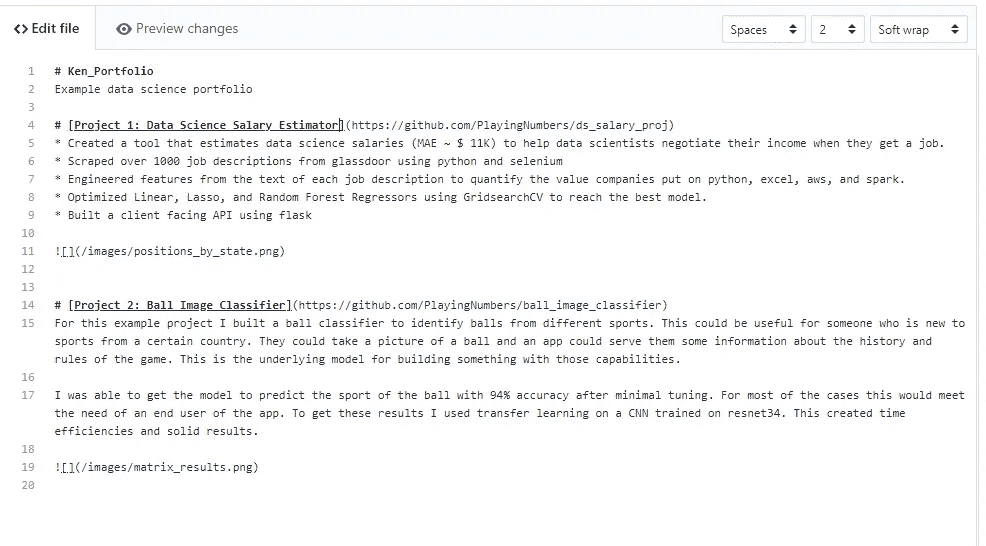 Edit file
Preview changes
Spaces
2
Soft wrap
1 # Ken_Portfolio
2 Example data science portfolio
3
4 # [Project 1: Data Science Salary Estimator](https://github.com/PlayingNumbers/ds_salary_proj)
5 * Created a tool that estimates data science salaries (MAE ~ $ 11K) to help data scientists negotiate their income when they get a job.
6 * Scraped over 1000 job descriptions from glassdoor using python and selenium
7 * Engineered features from the text of each job description to quantify the value companies put on python, excel, aws, and spark.
8 * Optimized Linear, Lasso, and Random Forest Regressors using GridsearchCV to reach the best model.
9 * Built a client facing API using flask
10
11 ![](/images/positions_by_state.png)
12
13
14 # [Project 2: Ball Image Classifier](https://github.com/PlayingNumbers/ball_image_classifier)
15 For this example project I built a ball classifier to identify balls from different sports. This could be useful for someone who is new to
sports from a certain country. They could take a picture of a ball and an app could serve them some information about the history and
rules of the game. This is the underlying model for building something with those capabilities.
16
17 I was able to get the model to predict the sport of the ball with 94% accuracy after minimal tuning. For most of the cases this would meet
the need of an end user of the app. To get these results I used transfer learning on a CNN trained on resnet34. This created time
efficiencies and solid results.
18
19 ![](/images/matrix_results.png)
20